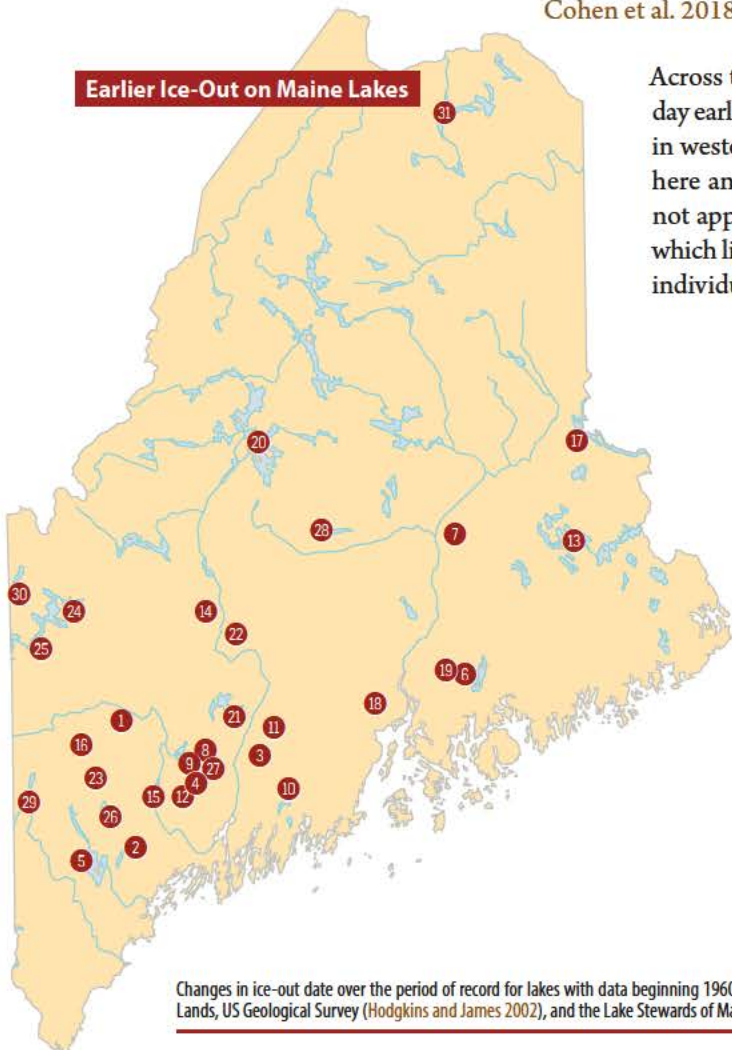 Cohen et al. 2018
Earlier Ice-Out on Maine Lakes
Across t
day earl
in weste
here an
not app
which li
individu
31
20
17
28
7
13
30
24
14
25
22
19
6
18
1
21
11
16
8
3
9
27
23
4
10
29
15
12
26
2
5
Changes in ice-out date over the period of record for lakes with data beginning 1960
Lands, US Geological Survey (Hodgkins and James 2002), and the Lake Stewards of Ma